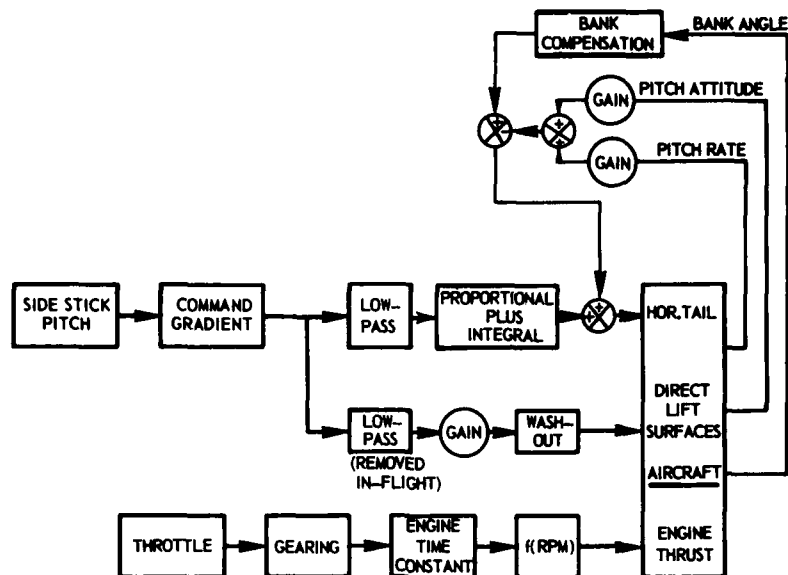 BANK
COMPENSATION
BANK ANGLE
PITCH ATTITUDE
GAIN
+
-
+
+
PITCH RATE
GAIN
SIDE STICK
PITCH
COMMAND
GRADIENT
LOW-
PASS
PROPORTIONAL
PLUS
INTEGRAL
+
+
HOR. TAIL
DIRECT
LIFT
SURFACES
LOW-
PASS
(REMOVED
IN-FLIGHT)
GAIN
WASH-
OUT
AIRCRAFT
THROTTLE
GEARING
ENGINE
TIME
CONSTANT
f(RPM)
ENGINE
THRUST